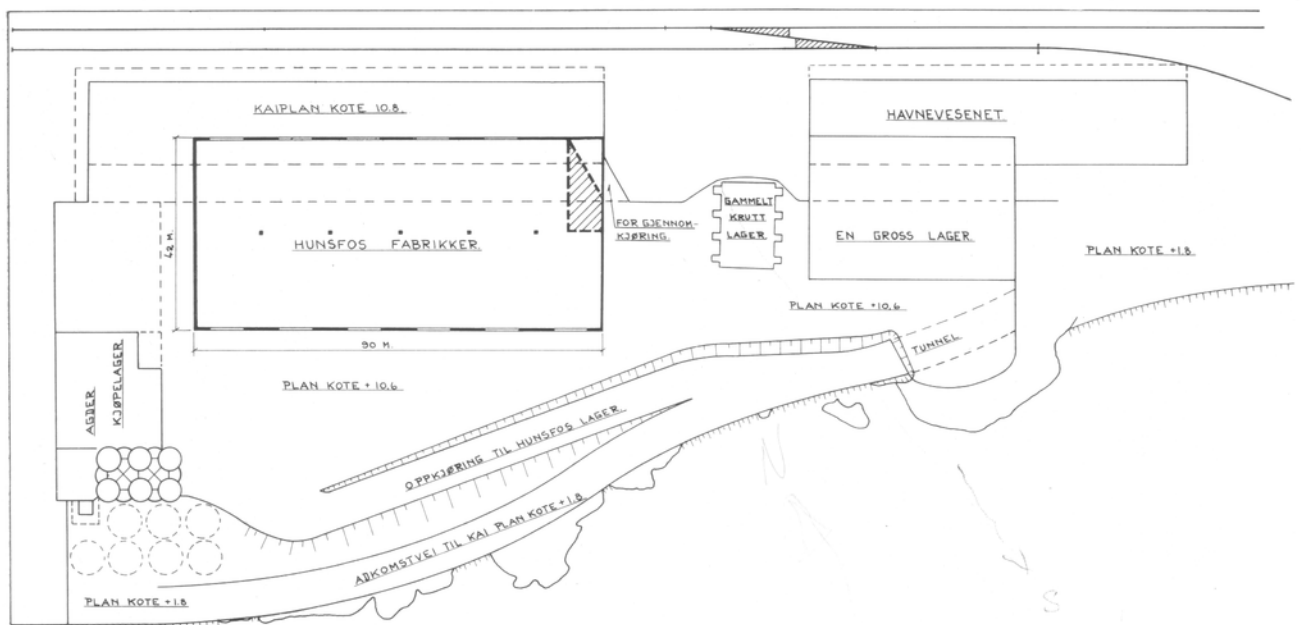 KAIPLAN KOTE 10.8.
HAVNEVESENET
42 M.
HUNSFOS FABRIKKER.
FOR GJENNOM-
KJØRING.
GAMMELT
KRUTT
LAGER.
EN GROSS LAGER.
PLAN KOTE +1.8
90 M.
PLAN KOTE +10.6.
TUNNEL
PLAN KOTE +10.6
AGDER
KJØPELAGER
OPPKJØRING TIL HUNSFOS LAGER.
ADKOMSTVEI TIL KAI PLAN KOTE +1.8.
PLAN KOTE +1.8
N
S